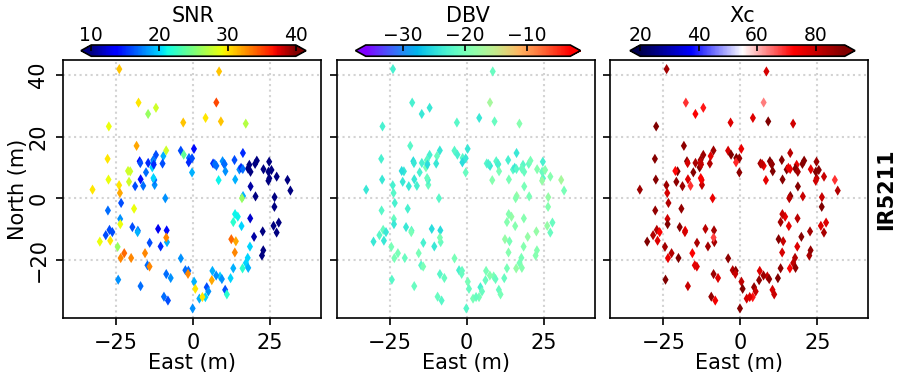 SNR DBV Xc
10 20 30 40 −30 −20 −10 20 40 60 80
40
20
0
−20
North (m)
IR5211
−25 0 25 −25 0 25 −25 0 25
East (m) East (m) East (m)